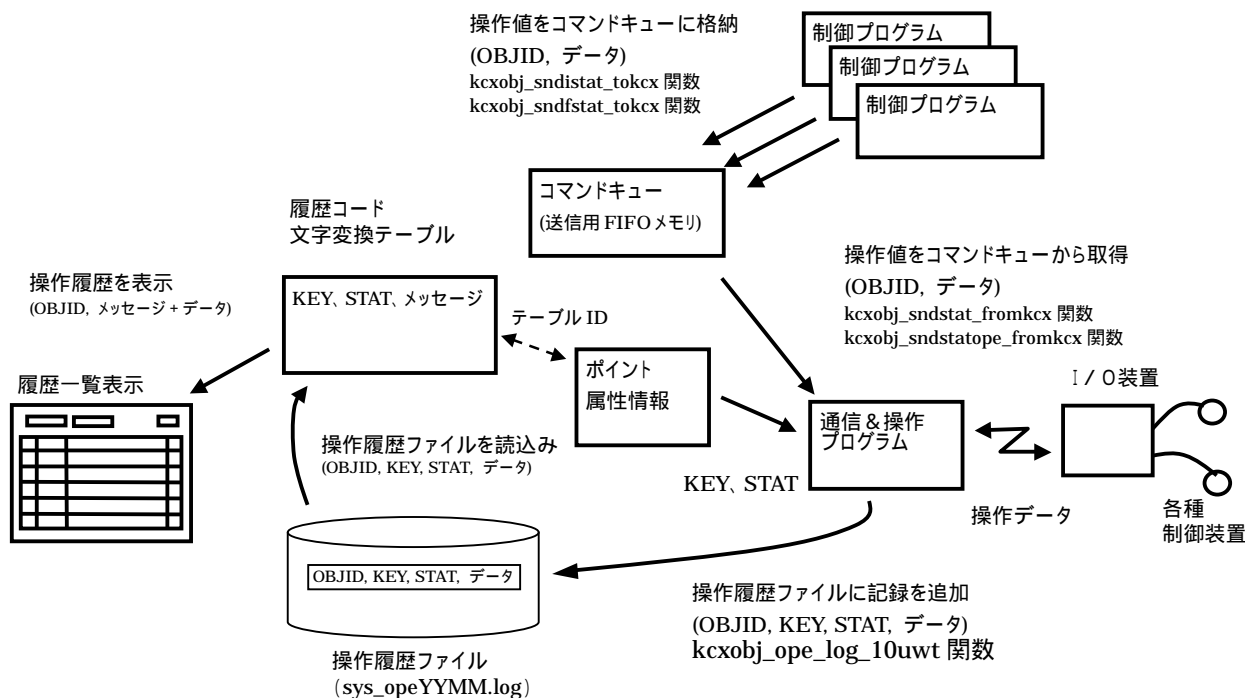 操作値をコマンドキューに格納
(OBJID, データ)
kcxobj_sndistat_tokcx 関数
kcxobj_sndfstat_tokcx 関数
制御プログラム
制御プログラム
制御プログラム
コマンドキュー
(送信用 FIFO メモリ)
履歴コード
文字変換テーブル
操作履歴を表示
(OBJID, メッセージ + データ)
KEY、STAT、メッセージ
テーブル ID
操作値をコマンドキューから取得
(OBJID, データ)
kcxobj_sndstat_fromkcx 関数
kcxobj_sndstatope_fromkcx 関数
履歴一覧表示
ポイント
属性情報
I/O装置
通信&操作
プログラム
操作履歴ファイルを読込み
(OBJID, KEY, STAT, データ)
KEY、STAT
操作データ
各種
制御装置
OBJID, KEY, STAT, データ
操作履歴ファイルに記録を追加
(OBJID, KEY, STAT, データ)
kcxobj_ope_log_10uwt 関数
操作履歴ファイル
(sys_opeYYMM.log)